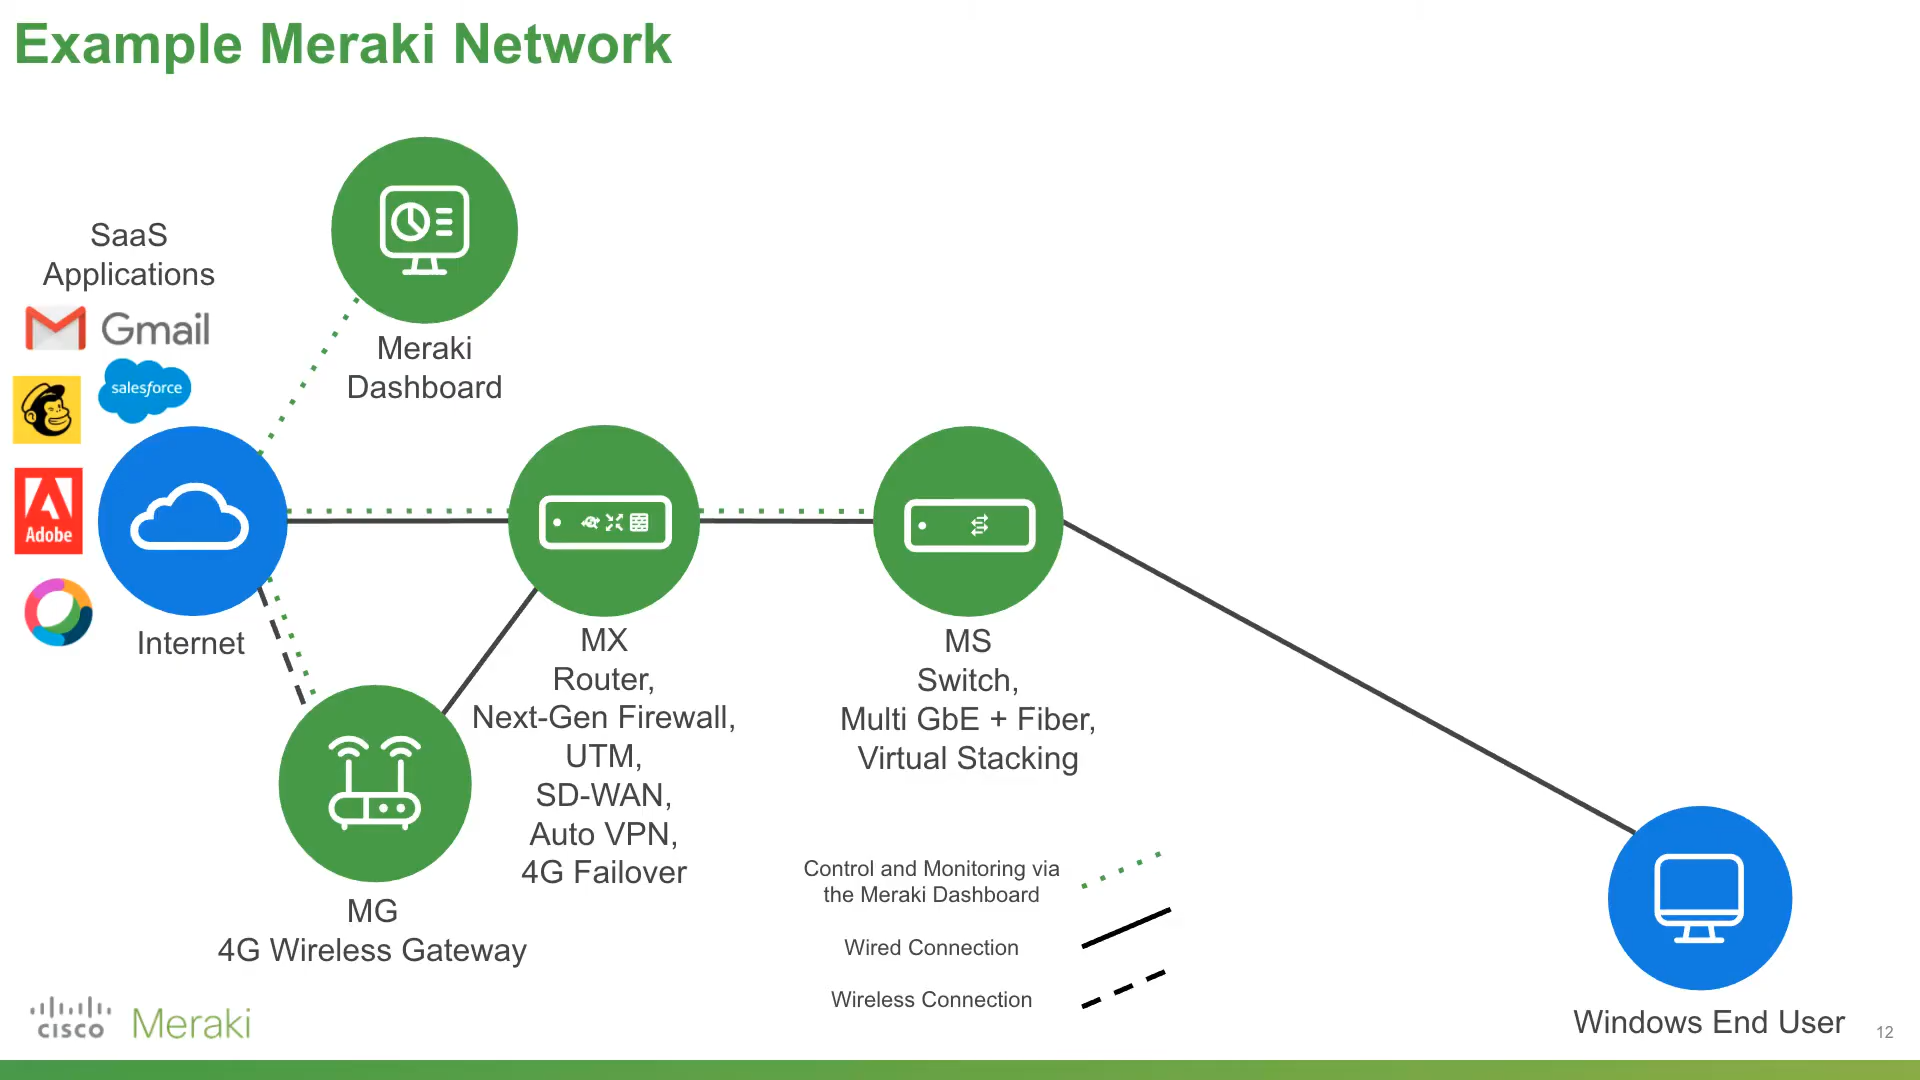 Example Meraki Network
SaaS
Applications
Gmail
salesforce
Adobe
Internet
Meraki
Dashboard
MX
Router,
Next-Gen Firewall,
UTM,
SD-WAN,
Auto VPN,
4G Failover
MS
Switch,
Multi GbE + Fiber,
Virtual Stacking
MG
4G Wireless Gateway
Control and Monitoring via
the Meraki Dashboard
Wired Connection
Wireless Connection
Windows End User
CISCO Meraki
12